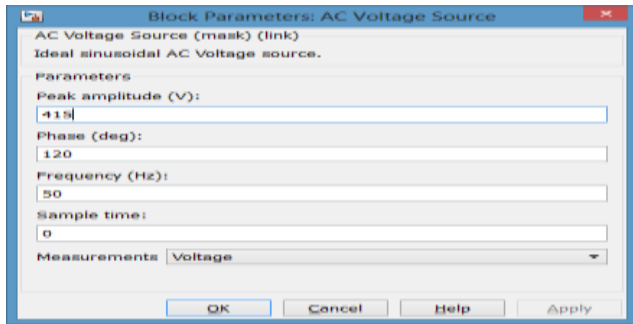 Block Parameters: AC Voltage Source
AC Voltage Source (mask) (link)
Ideal sinusoidal AC Voltage source.
Parameters
Peak amplitude (V):
415
Phase (deg):
120
Frequency (Hz):
50
Sample time:
0
Measurements Voltage
OK Cancel Help Apply